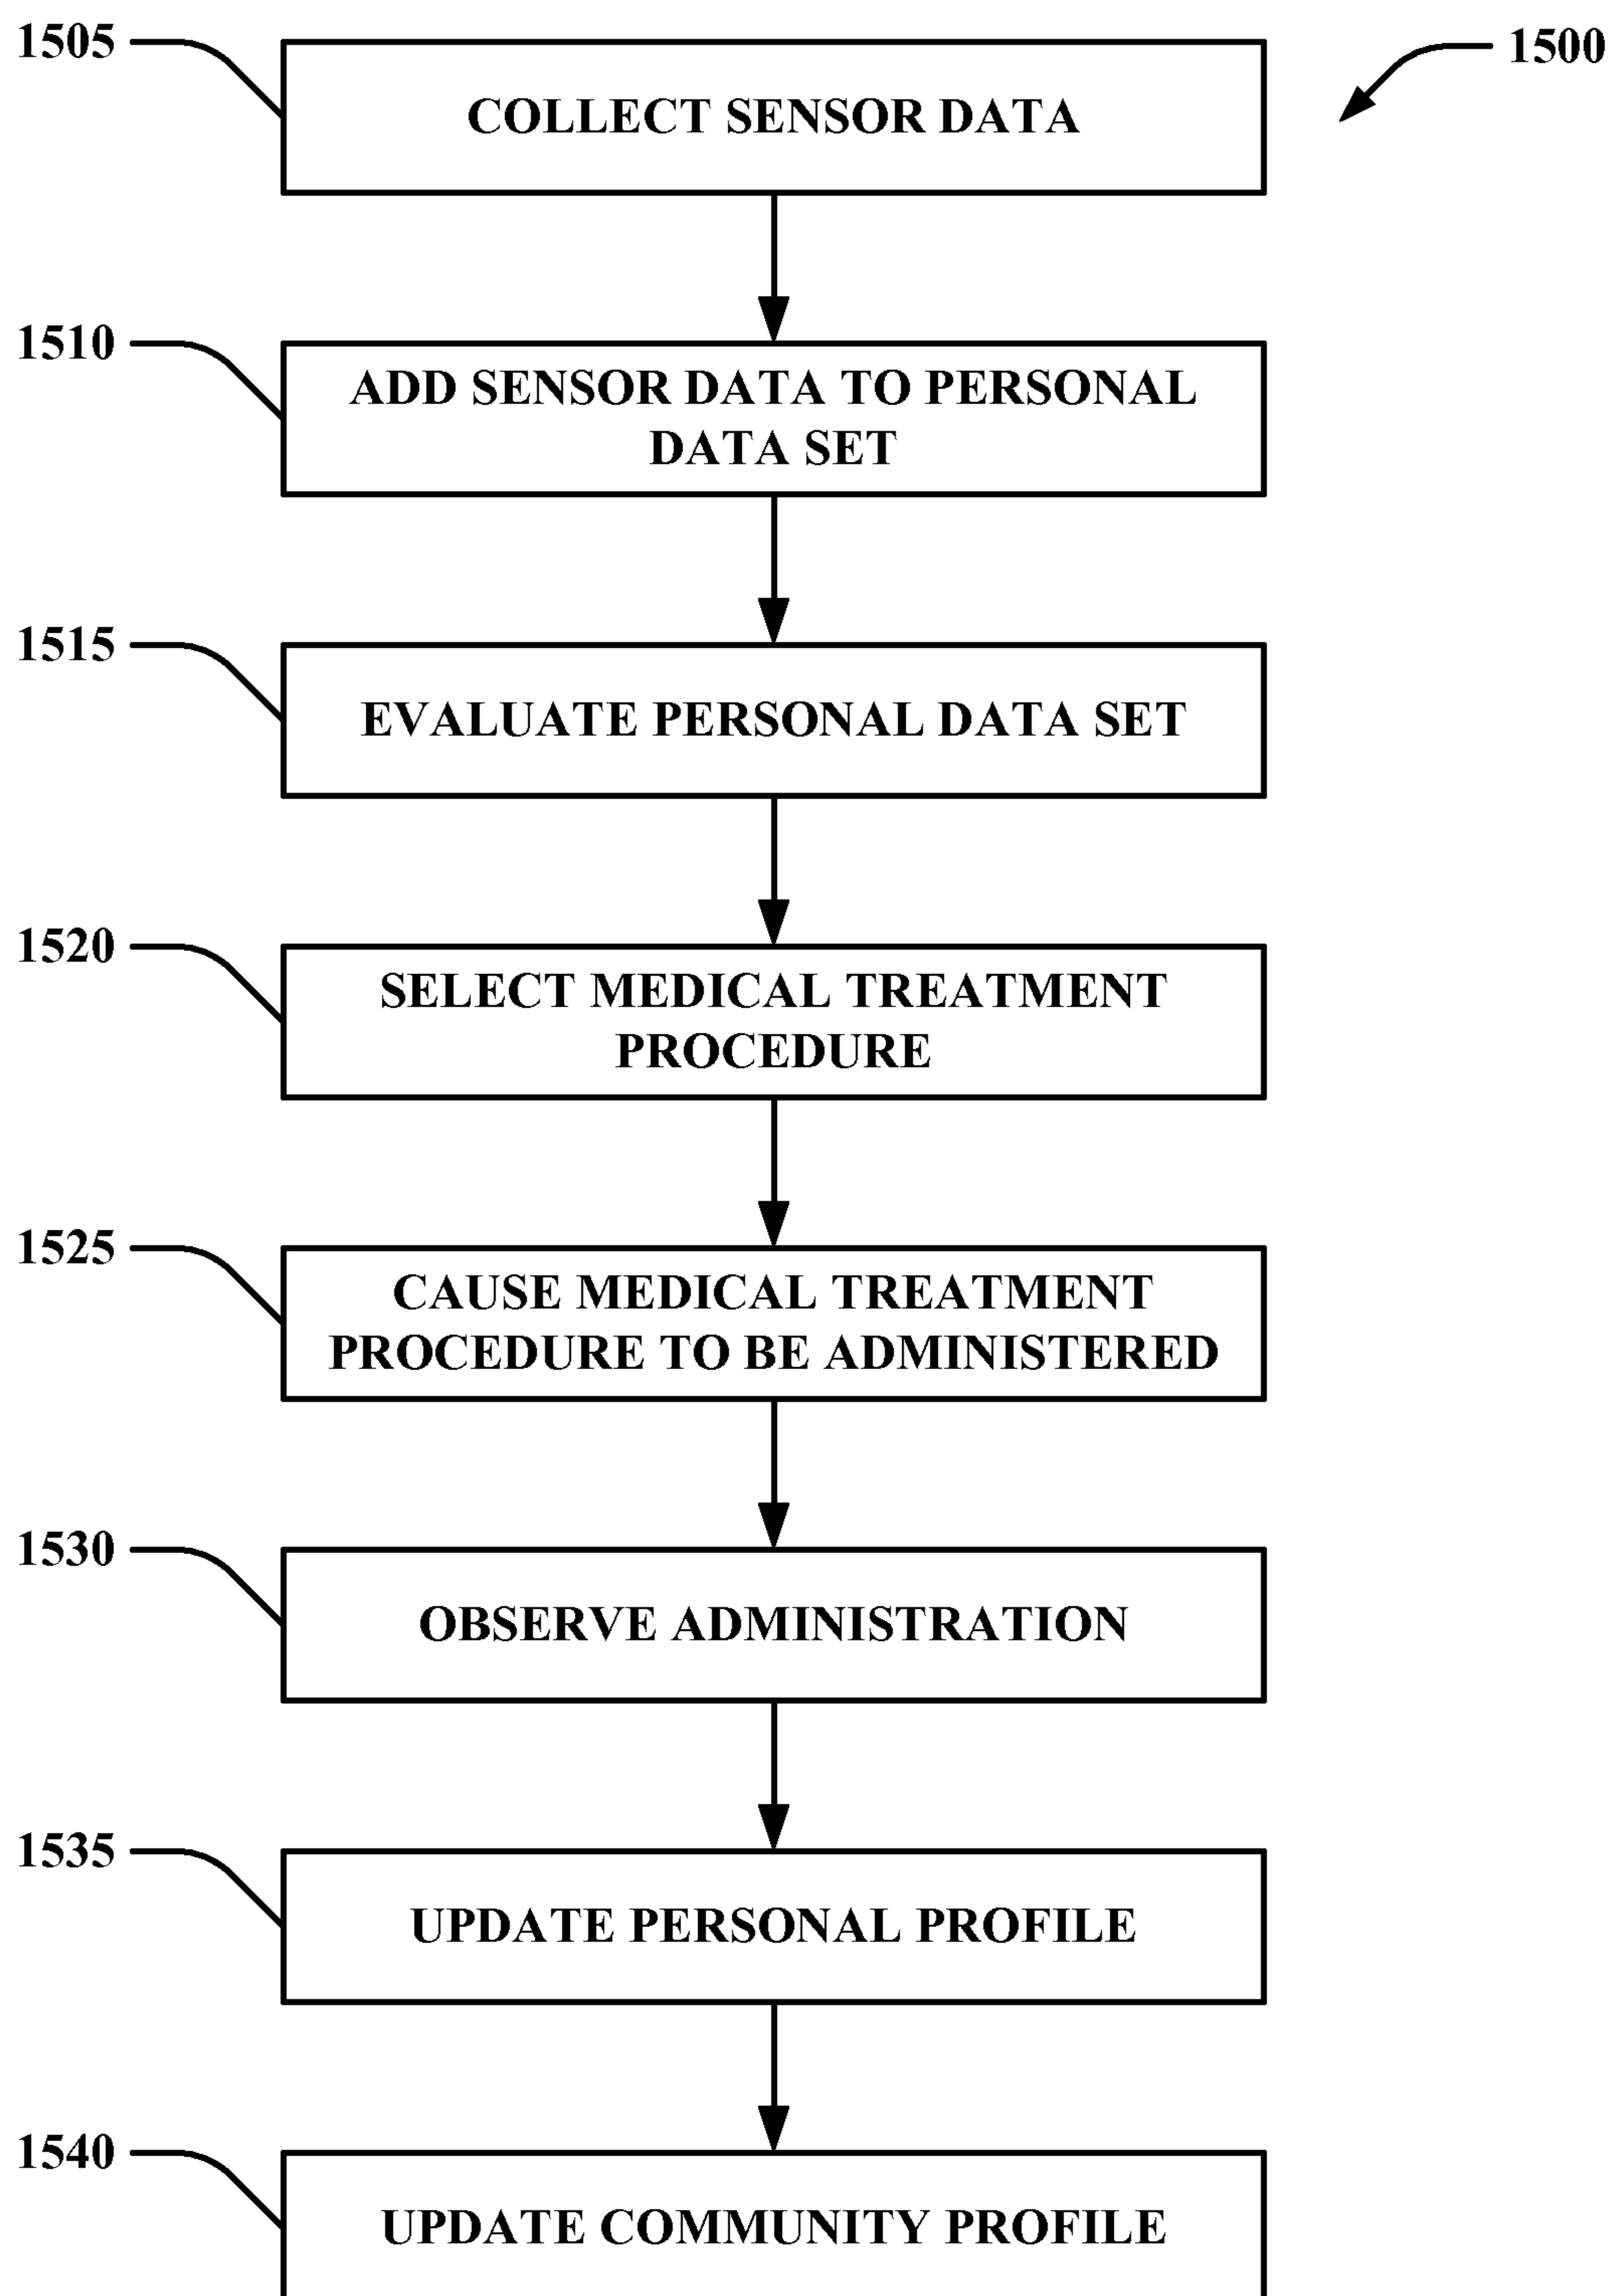 1505
1500
COLLECT SENSOR DATA
1510
ADD SENSOR DATA TO PERSONAL
DATA SET
1515
EVALUATE PERSONAL DATA SET
1520
SELECT MEDICAL TREATMENT
PROCEDURE
1525
CAUSE MEDICAL TREATMENT
PROCEDURE TO BE ADMINISTERED
1530
OBSERVE ADMINISTRATION
1535
UPDATE PERSONAL PROFILE
1540
UPDATE COMMUNITY PROFILE